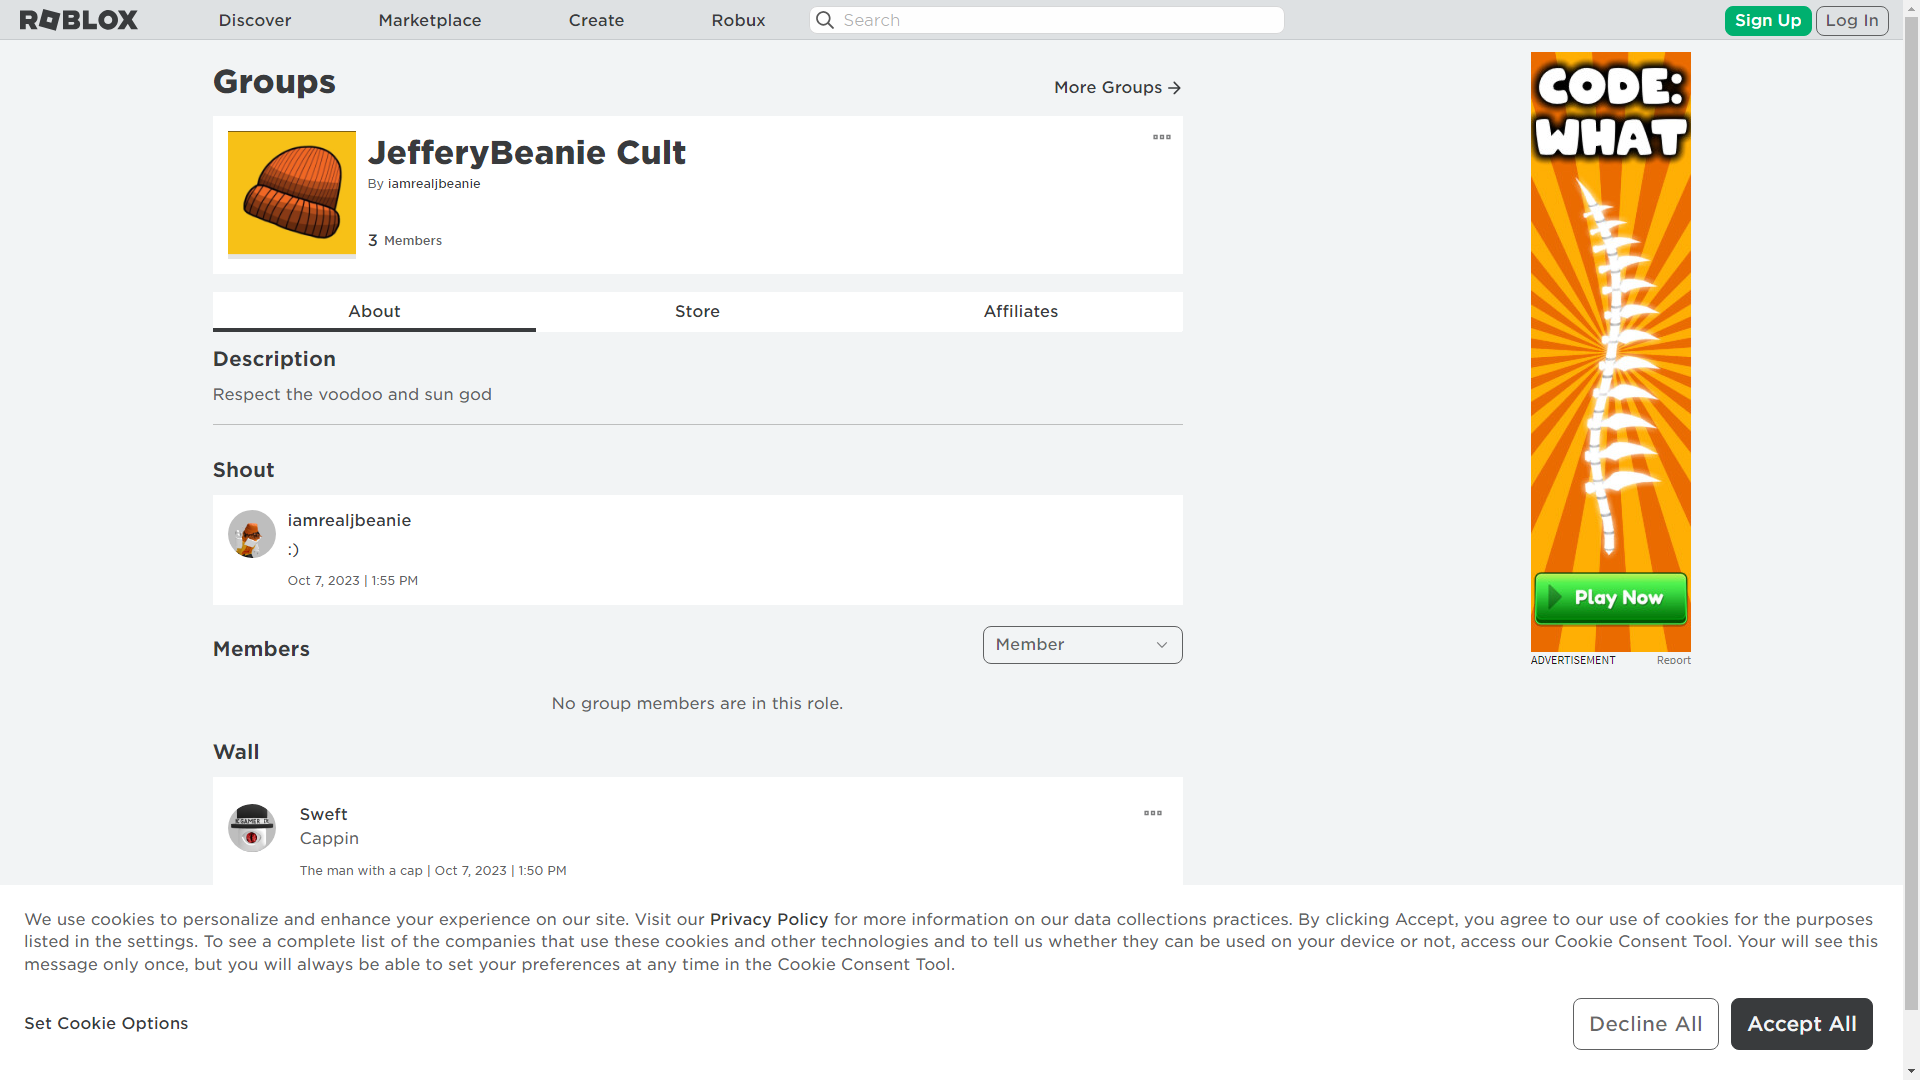 ROBLOX
Discover
Marketplace
Create
Robux
Search
Sign Up
Log In
Groups
More Groups
JefferyBeanie Cult
By iamrealjbeanie
3 Members
About
Store
Affiliates
Description
Respect the voodoo and sun god
Shout
iamrealjbeanie
:)
Oct 7, 2023 | 1:55 PM
Members
Member
No group members are in this role.
Wall
Sweft
Cappin
The man with a cap | Oct 7, 2023 | 1:50 PM
CODE:
WHAT
Play Now
ADVERTISEMENT
Report
We use cookies to personalize and enhance your experience on our site. Visit our Privacy Policy for more information on our data collections practices. By clicking Accept, you agree to our use of cookies for the purposes
listed in the settings. To see a complete list of the companies that use these cookies and other technologies and to tell us whether they can be used on your device or not, access our Cookie Consent Tool. Your will see this
message only once, but you will always be able to set your preferences at any time in the Cookie Consent Tool.
Set Cookie Options
Decline All
Accept All